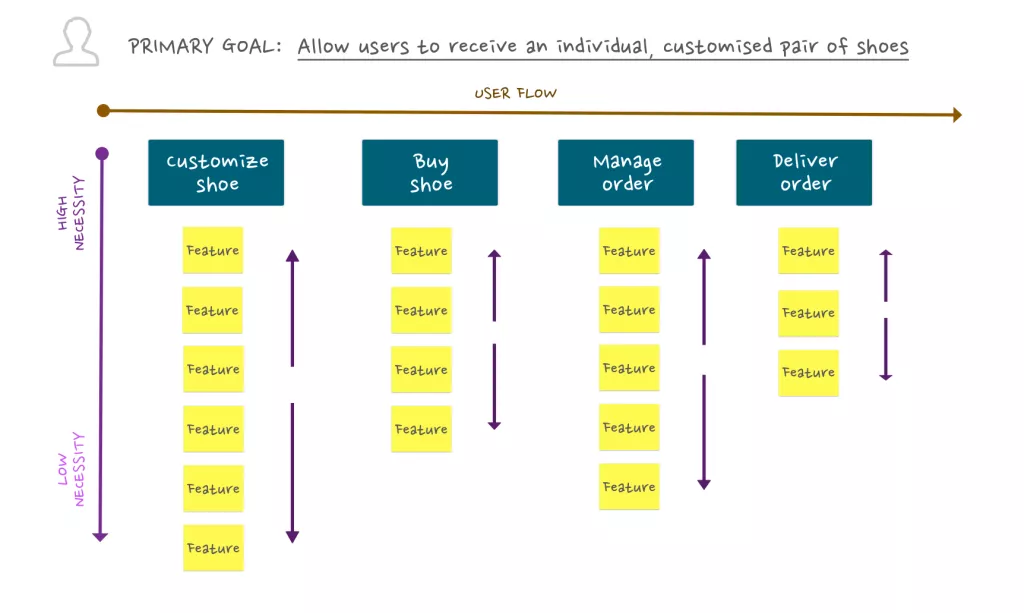 PRIMARY GOAL: Allow users to receive an individual, customised pair of shoes
USER FLOW
HIGH
NECESSITY
LOW
NECESSITY
Customize
shoe
Buy
shoe
Manage
order
Deliver
order
Feature Feature Feature Feature
Feature Feature Feature Feature
Feature Feature Feature Feature
Feature Feature Feature
Feature Feature
Feature